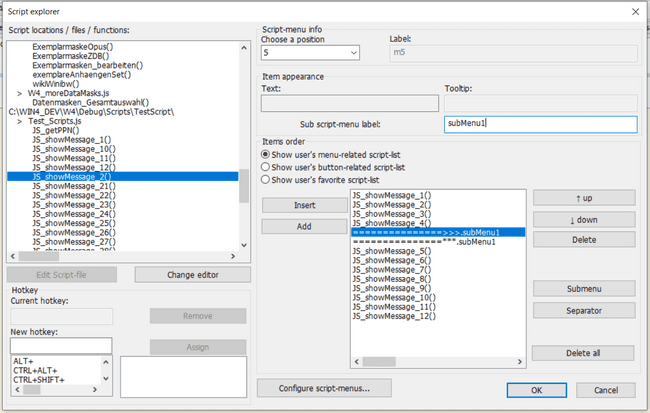 Script explorer
Script locations / files / functions:
ExemplarmaskeOpus()
ExemplarmaskeZDB()
Exemplarmasken_bearbeiten()
exemplareAnhaengenSet()
wikiWinibw()
> W4_moreDataMasks.js
Datenmasken_Gesamtauswahl()
C:\WIN4_DEV\W4\Debug\Scripts\TestScript\
> Test_Scripts.js
JS_getPPN()
JS_showMessage_1()
JS_showMessage_10()
JS_showMessage_11()
JS_showMessage_12()
JS_showMessage_2()
JS_showMessage_21()
JS_showMessage_22()
JS_showMessage_23()
JS_showMessage_24()
JS_showMessage_25()
JS_showMessage_26()
JS_showMessage_27()
JS_showMessage_28()
Edit Script-file
Change editor
Hotkey
Current hotkey:
Remove
New hotkey:
Assign
ALT+
CTRL+ALT+
CTRL+SHIFT+
Script-menu info
Choose a position
Label:
5
m5
Item appearance
Text:
Tooltip:
Sub script-menu label:
subMenu1
Items order
Show user's menu-related script-list
Show user's button-related script-list
Show user's favorite script-list
Insert
Add
JS_showMessage_1()
JS_showMessage_2()
JS_showMessage_3()
JS_showMessage_4()
===============>>>.subMenu1
===============***.subMenu1
JS_showMessage_5()
JS_showMessage_6()
JS_showMessage_7()
JS_showMessage_8()
JS_showMessage_9()
JS_showMessage_10()
JS_showMessage_11()
JS_showMessage_12()
↑ up
↓ down
Delete
Submenu
Separator
Delete all
Configure script-menus...
OK
Cancel